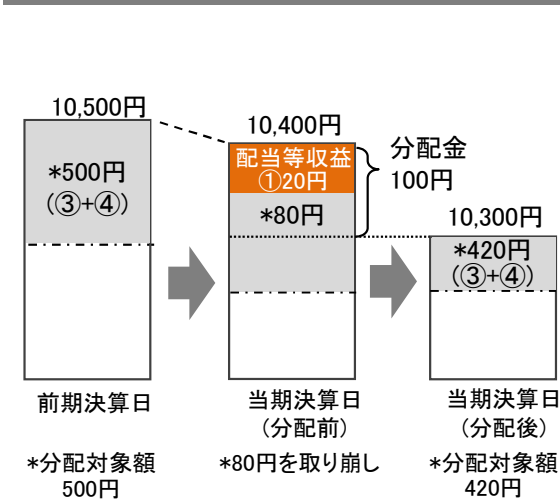 10,500円
*500円
(③+④)
前期決算日
*分配対象額
500円
10,400円
配当等収益
①20円
*80円
分配金
100円
当期決算日
(分配前)
*80円を取り崩し
10,300円
*420円
(③+④)
当期決算日
(分配後)
*分配対象額
420円